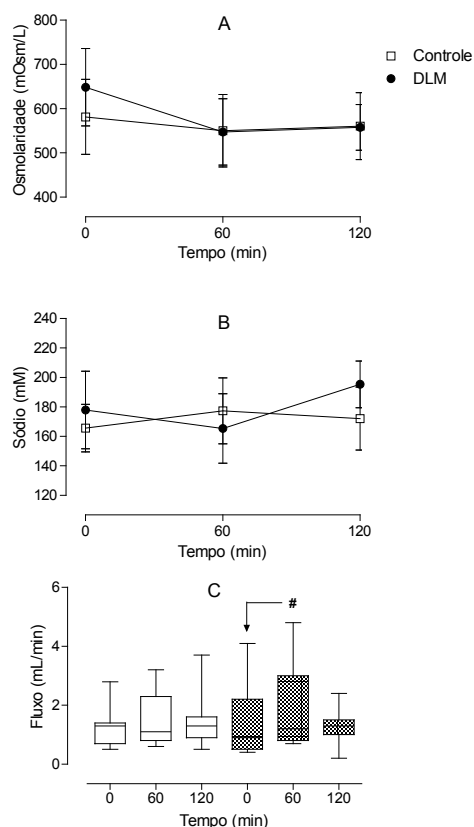 A
800
700
600
500
400
Osmolaridade (mOsm/L)
0 60 120
Tempo (min)
Controle
DLM
B
240
220
200
180
160
140
120
Sódio (mM)
0 60 120
Tempo (min)
C
#
6
4
2
0
Fluxo (mL/min)
0 60 120 0 60 120
Tempo (min)